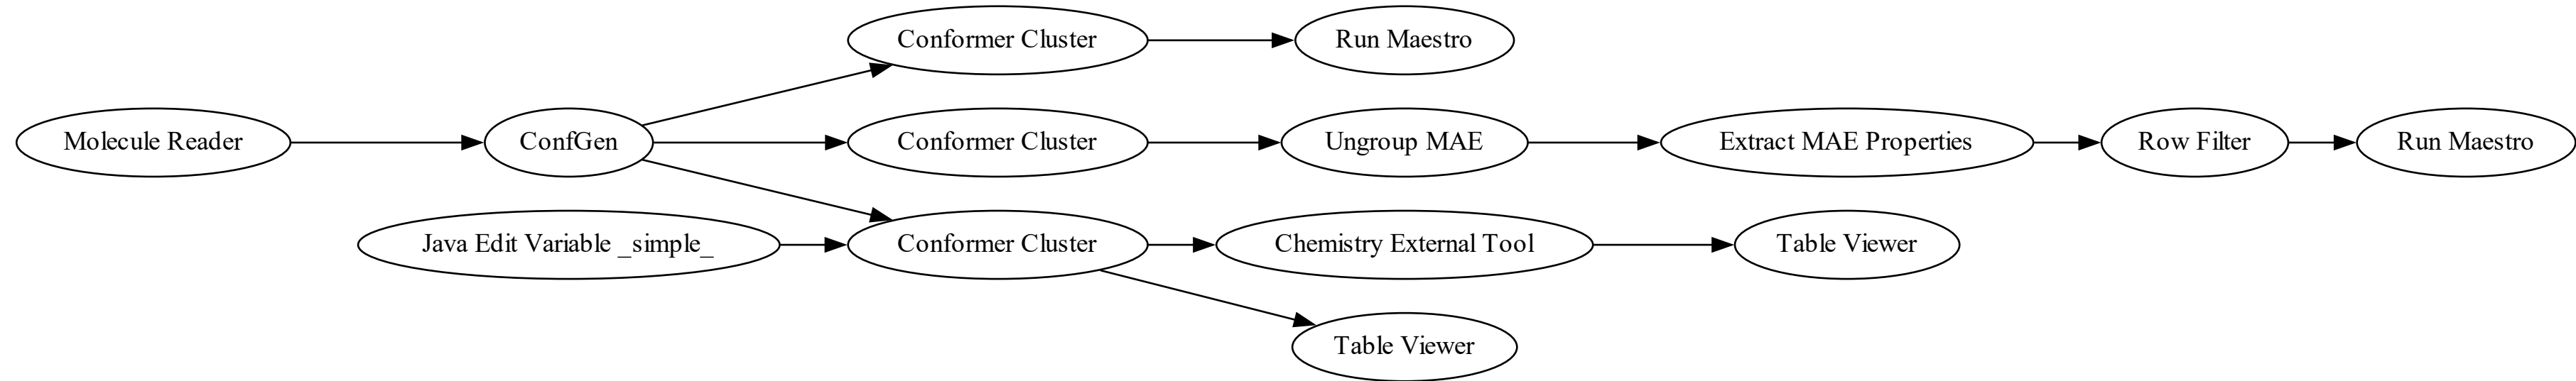 Conformer Cluster
Run Maestro
Molecule Reader
ConfGen
Conformer Cluster
Ungroup MAE
Extract MAE Properties
Row Filter
Run Maestro
Java Edit Variable _simple_
Conformer Cluster
Chemistry External Tool
Table Viewer
Table Viewer